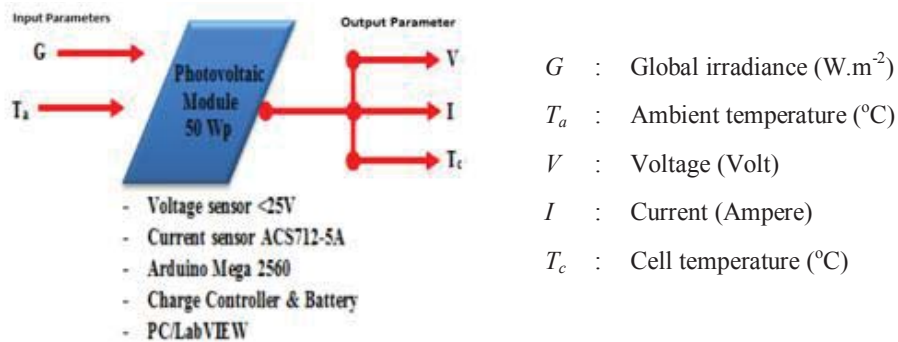 Input Parameters
G
Tₐ
Photovoltaic
Module
50 Wp
Output Parameter
V
I
T꜀
- Voltage sensor <25V
- Current sensor ACS712-5A
- Arduino Mega 2560
- Charge Controller & Battery
- PC/LabVIEW
G : Global irradiance (W.m⁻²)
Tₐ : Ambient temperature (ᵒC)
V : Voltage (Volt)
I : Current (Ampere)
T꜀ : Cell temperature (ᵒC)